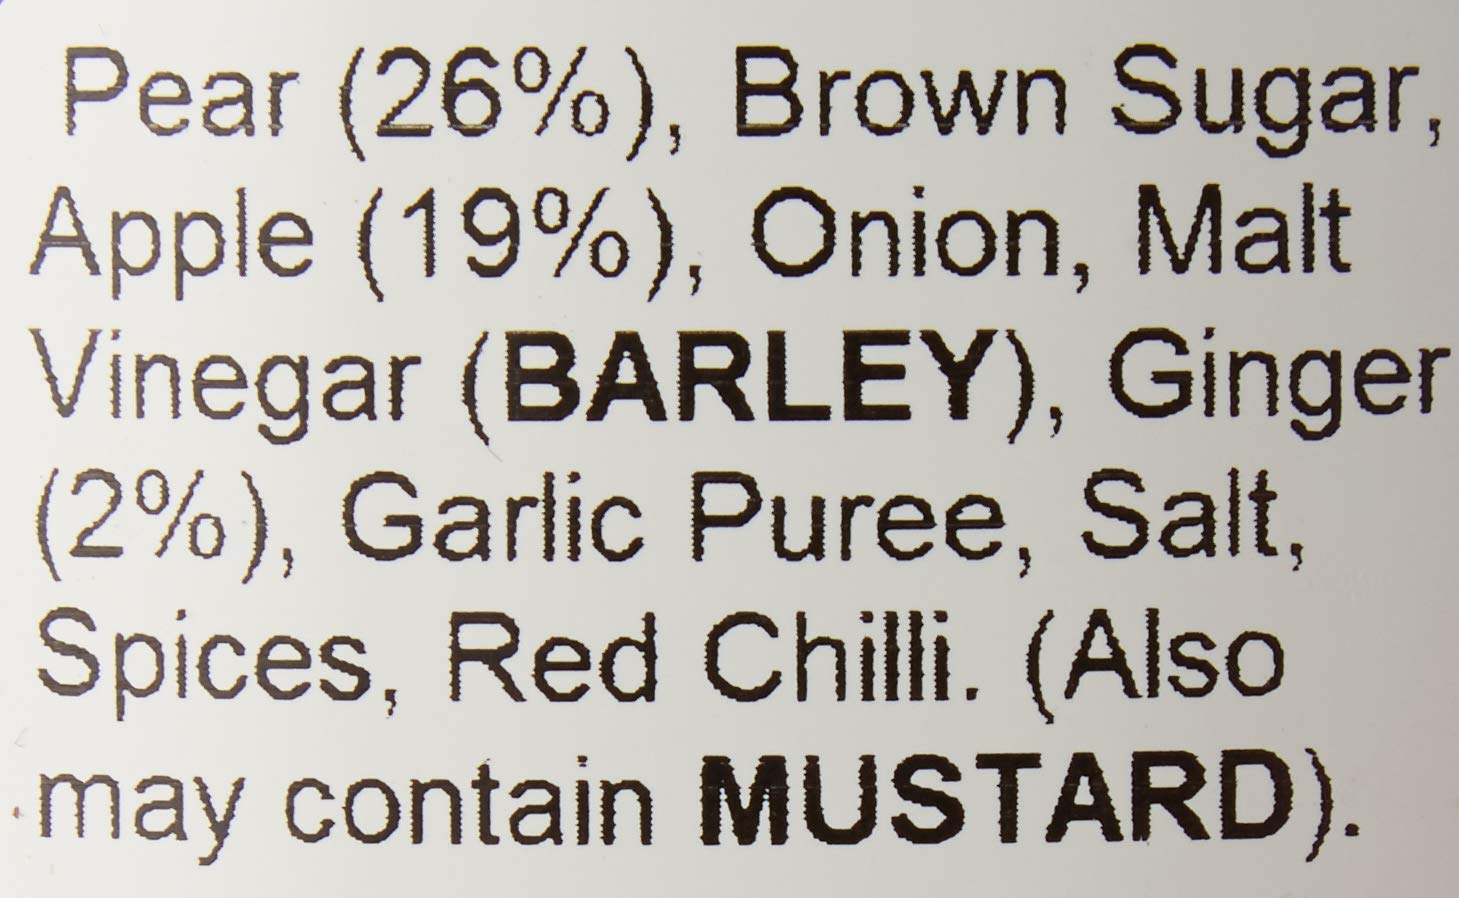 Pear (26%), Brown Sugar,
Apple (19%), Onion, Malt
Vinegar (BARLEY), Ginger
(2%), Garlic Puree, Salt,
Spices, Red Chilli. (Also
may contain MUSTARD).